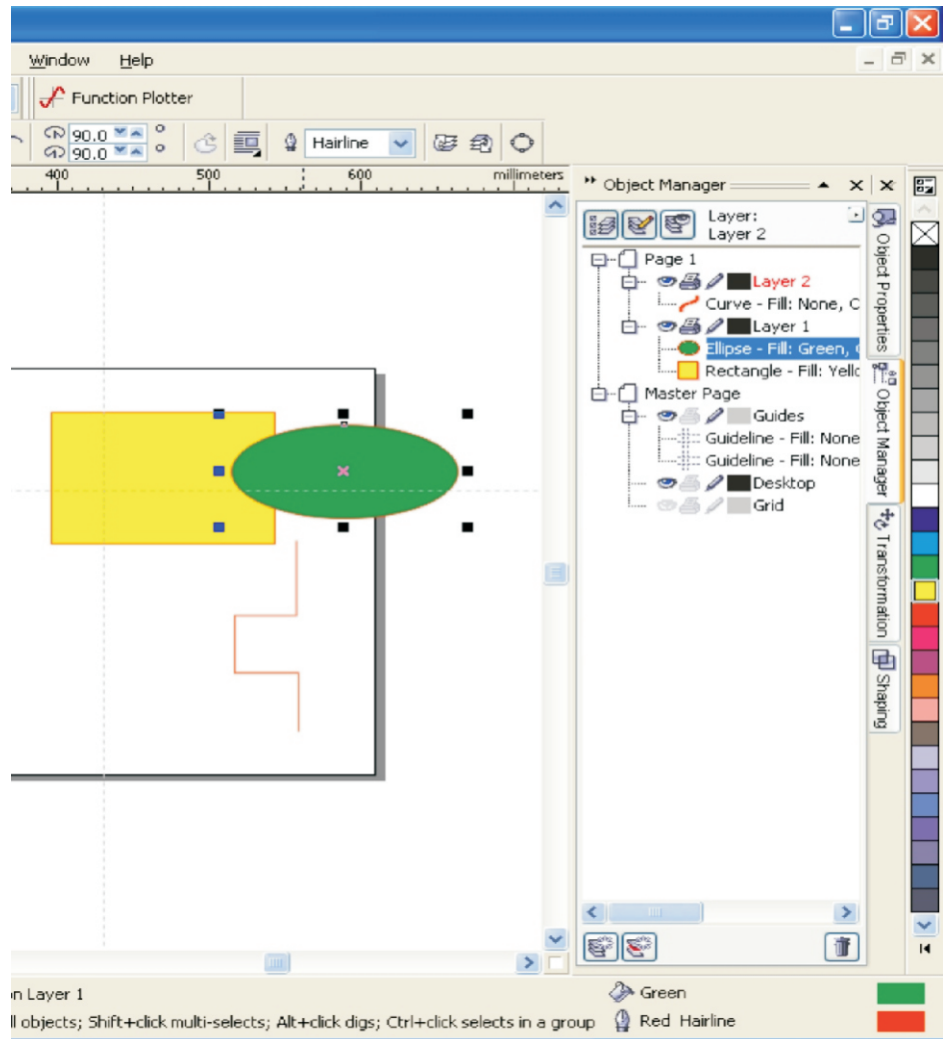 Window Help
Function Plotter
90.0 °
90.0 °
Hairline
400 500 600 millimeters
Object Manager
Layer:
Layer 2
Page 1
Layer 2
Curve - Fill: None, C
Layer 1
Ellipse - Fill: Green,
Rectangle - Fill: Yell
Master Page
Guides
Guideline - Fill: None
Guideline - Fill: None
Desktop
Grid
Object Properties
Object Manager
Transformation
Shaping
n Layer 1
Green
ll objects; Shift+click multi-selects; Alt+click digs; Ctrl+click selects in a group
Red Hairline